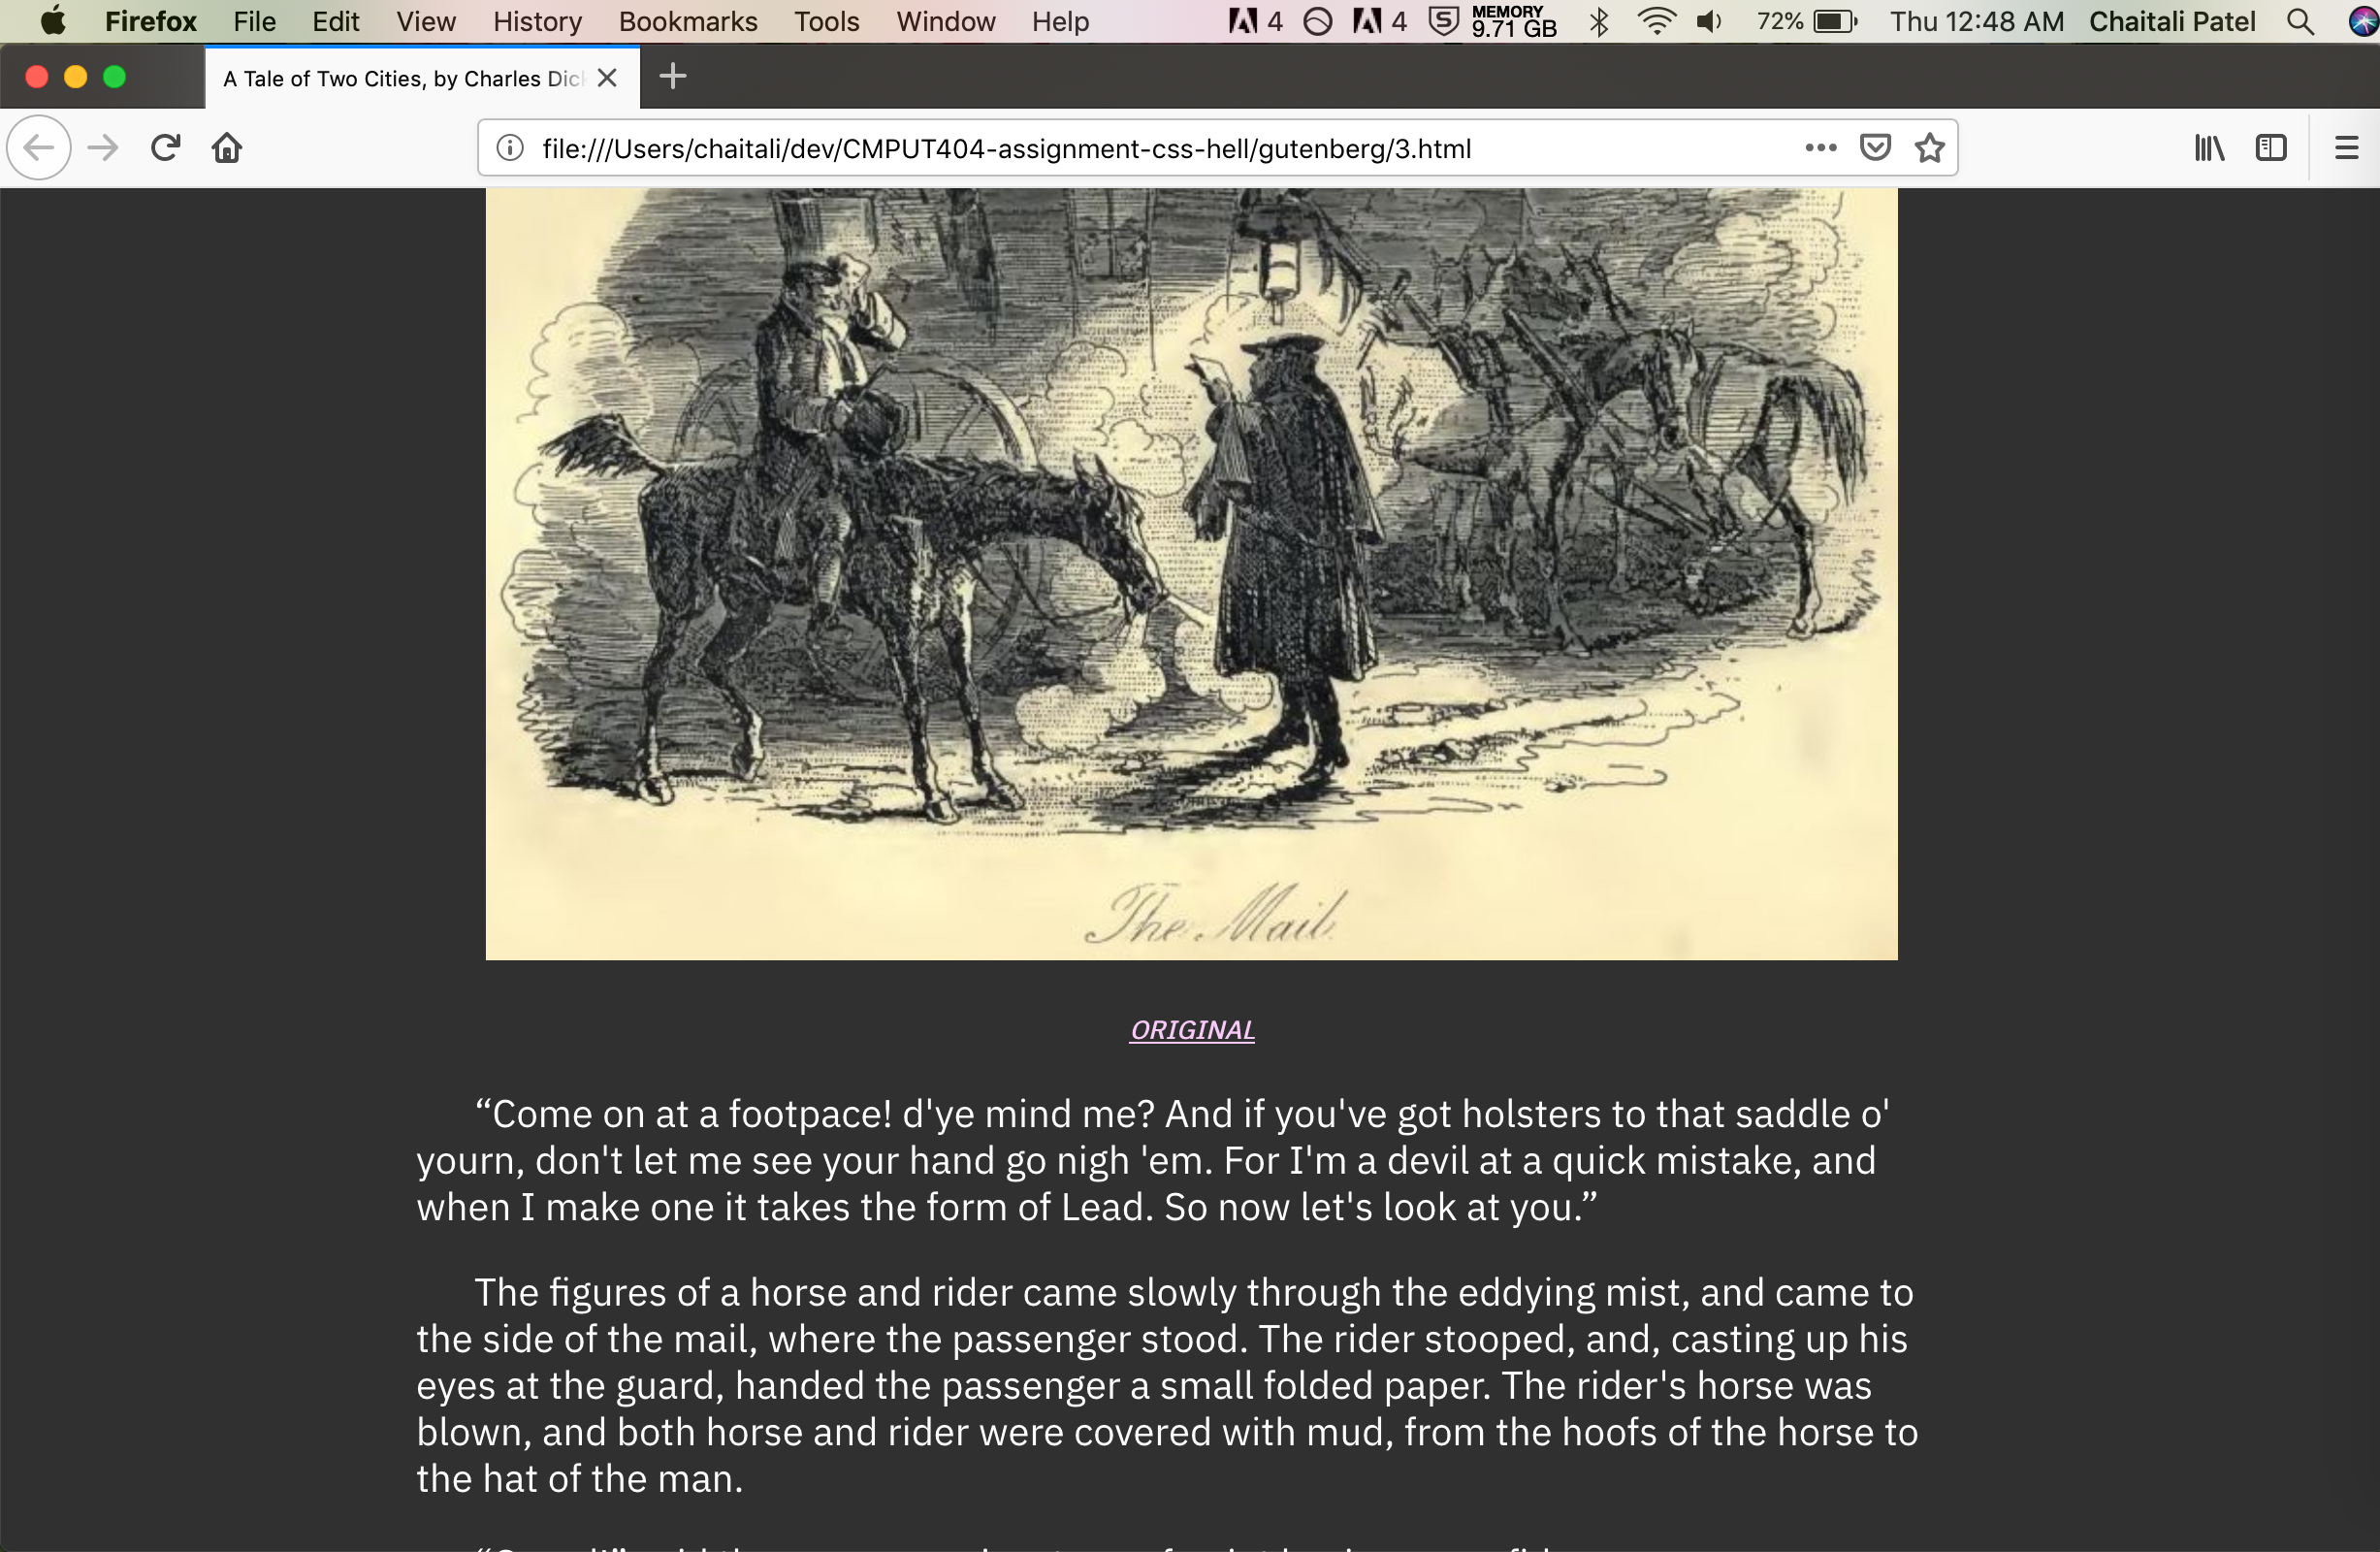 Firefox File Edit View History Bookmarks Tools Window Help 4 4 MEMORY 9.71 GB 72% Thu 12:48 AM Chaitali Patel
A Tale of Two Cities, by Charles Dic
file:///Users/chaitali/dev/CMPUT404-assignment-css-hell/gutenberg/3.html
The Mail.
ORIGINAL
“Come on at a footpace! d'ye mind me? And if you've got holsters to that saddle o'
yourn, don't let me see your hand go nigh 'em. For I'm a devil at a quick mistake, and
when I make one it takes the form of Lead. So now let's look at you.”
The figures of a horse and rider came slowly through the eddying mist, and came to
the side of the mail, where the passenger stood. The rider stooped, and, casting up his
eyes at the guard, handed the passenger a small folded paper. The rider's horse was
blown, and both horse and rider were covered with mud, from the hoofs of the horse to
the hat of the man.